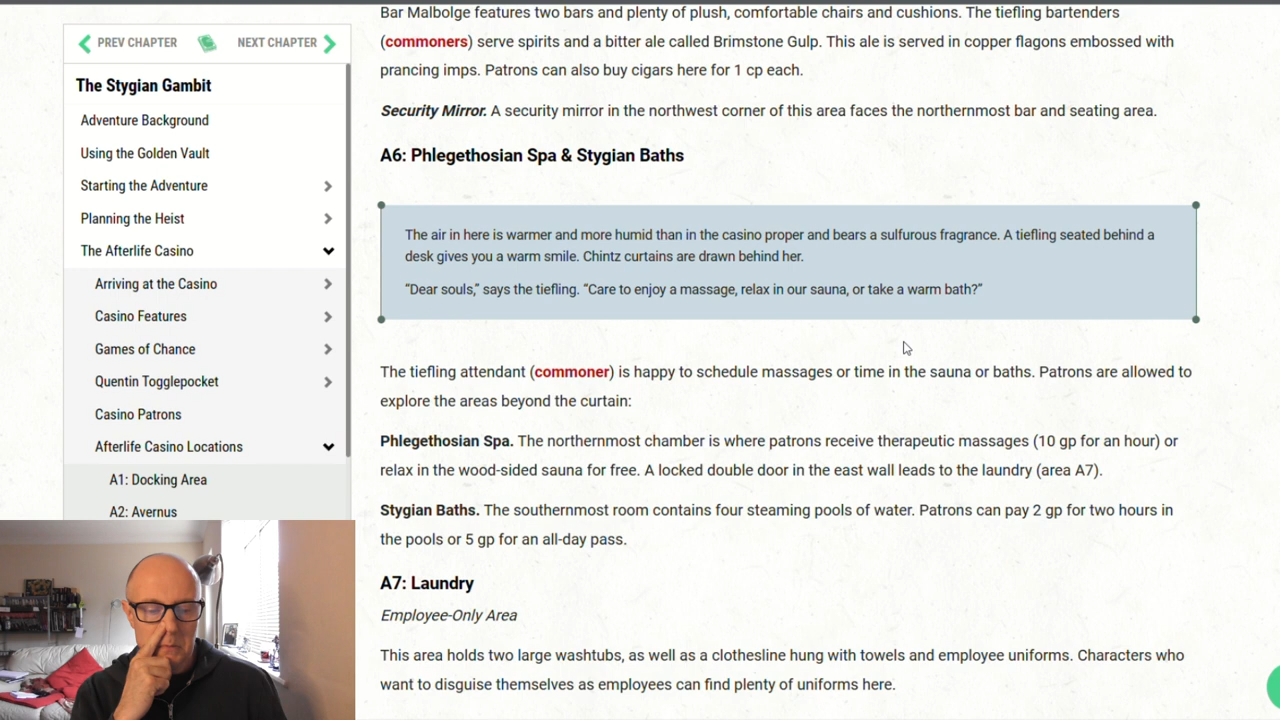 PREV CHAPTER
NEXT CHAPTER
The Stygian Gambit
Adventure Background
Using the Golden Vault
Starting the Adventure
Planning the Heist
The Afterlife Casino
Arriving at the Casino
Casino Features
Games of Chance
Quentin Togglepocket
Casino Patrons
Afterlife Casino Locations
A1: Docking Area
A2: Avernus
Bar Malbolge features two bars and plenty of plush, comfortable chairs and cushions. The tiefling bartenders
(commoners) serve spirits and a bitter ale called Brimstone Gulp. This ale is served in copper flagons embossed with
prancing imps. Patrons can also buy cigars here for 1 cp each.
Security Mirror. A security mirror in the northwest corner of this area faces the northernmost bar and seating area.
A6: Phlegethosian Spa & Stygian Baths
The air in here is warmer and more humid than in the casino proper and bears a sulfurous fragrance. A tiefling seated behind a
desk gives you a warm smile. Chintz curtains are drawn behind her.
“Dear souls,” says the tiefling. “Care to enjoy a massage, relax in our sauna, or take a warm bath?”
The tiefling attendant (commoner) is happy to schedule massages or time in the sauna or baths. Patrons are allowed to
explore the areas beyond the curtain:
Phlegethosian Spa. The northernmost chamber is where patrons receive therapeutic massages (10 gp for an hour) or
relax in the wood-sided sauna for free. A locked double door in the east wall leads to the laundry (area A7).
Stygian Baths. The southernmost room contains four steaming pools of water. Patrons can pay 2 gp for two hours in
the pools or 5 gp for an all-day pass.
A7: Laundry
Employee-Only Area
This area holds two large washtubs, as well as a clothesline hung with towels and employee uniforms. Characters who
want to disguise themselves as employees can find plenty of uniforms here.